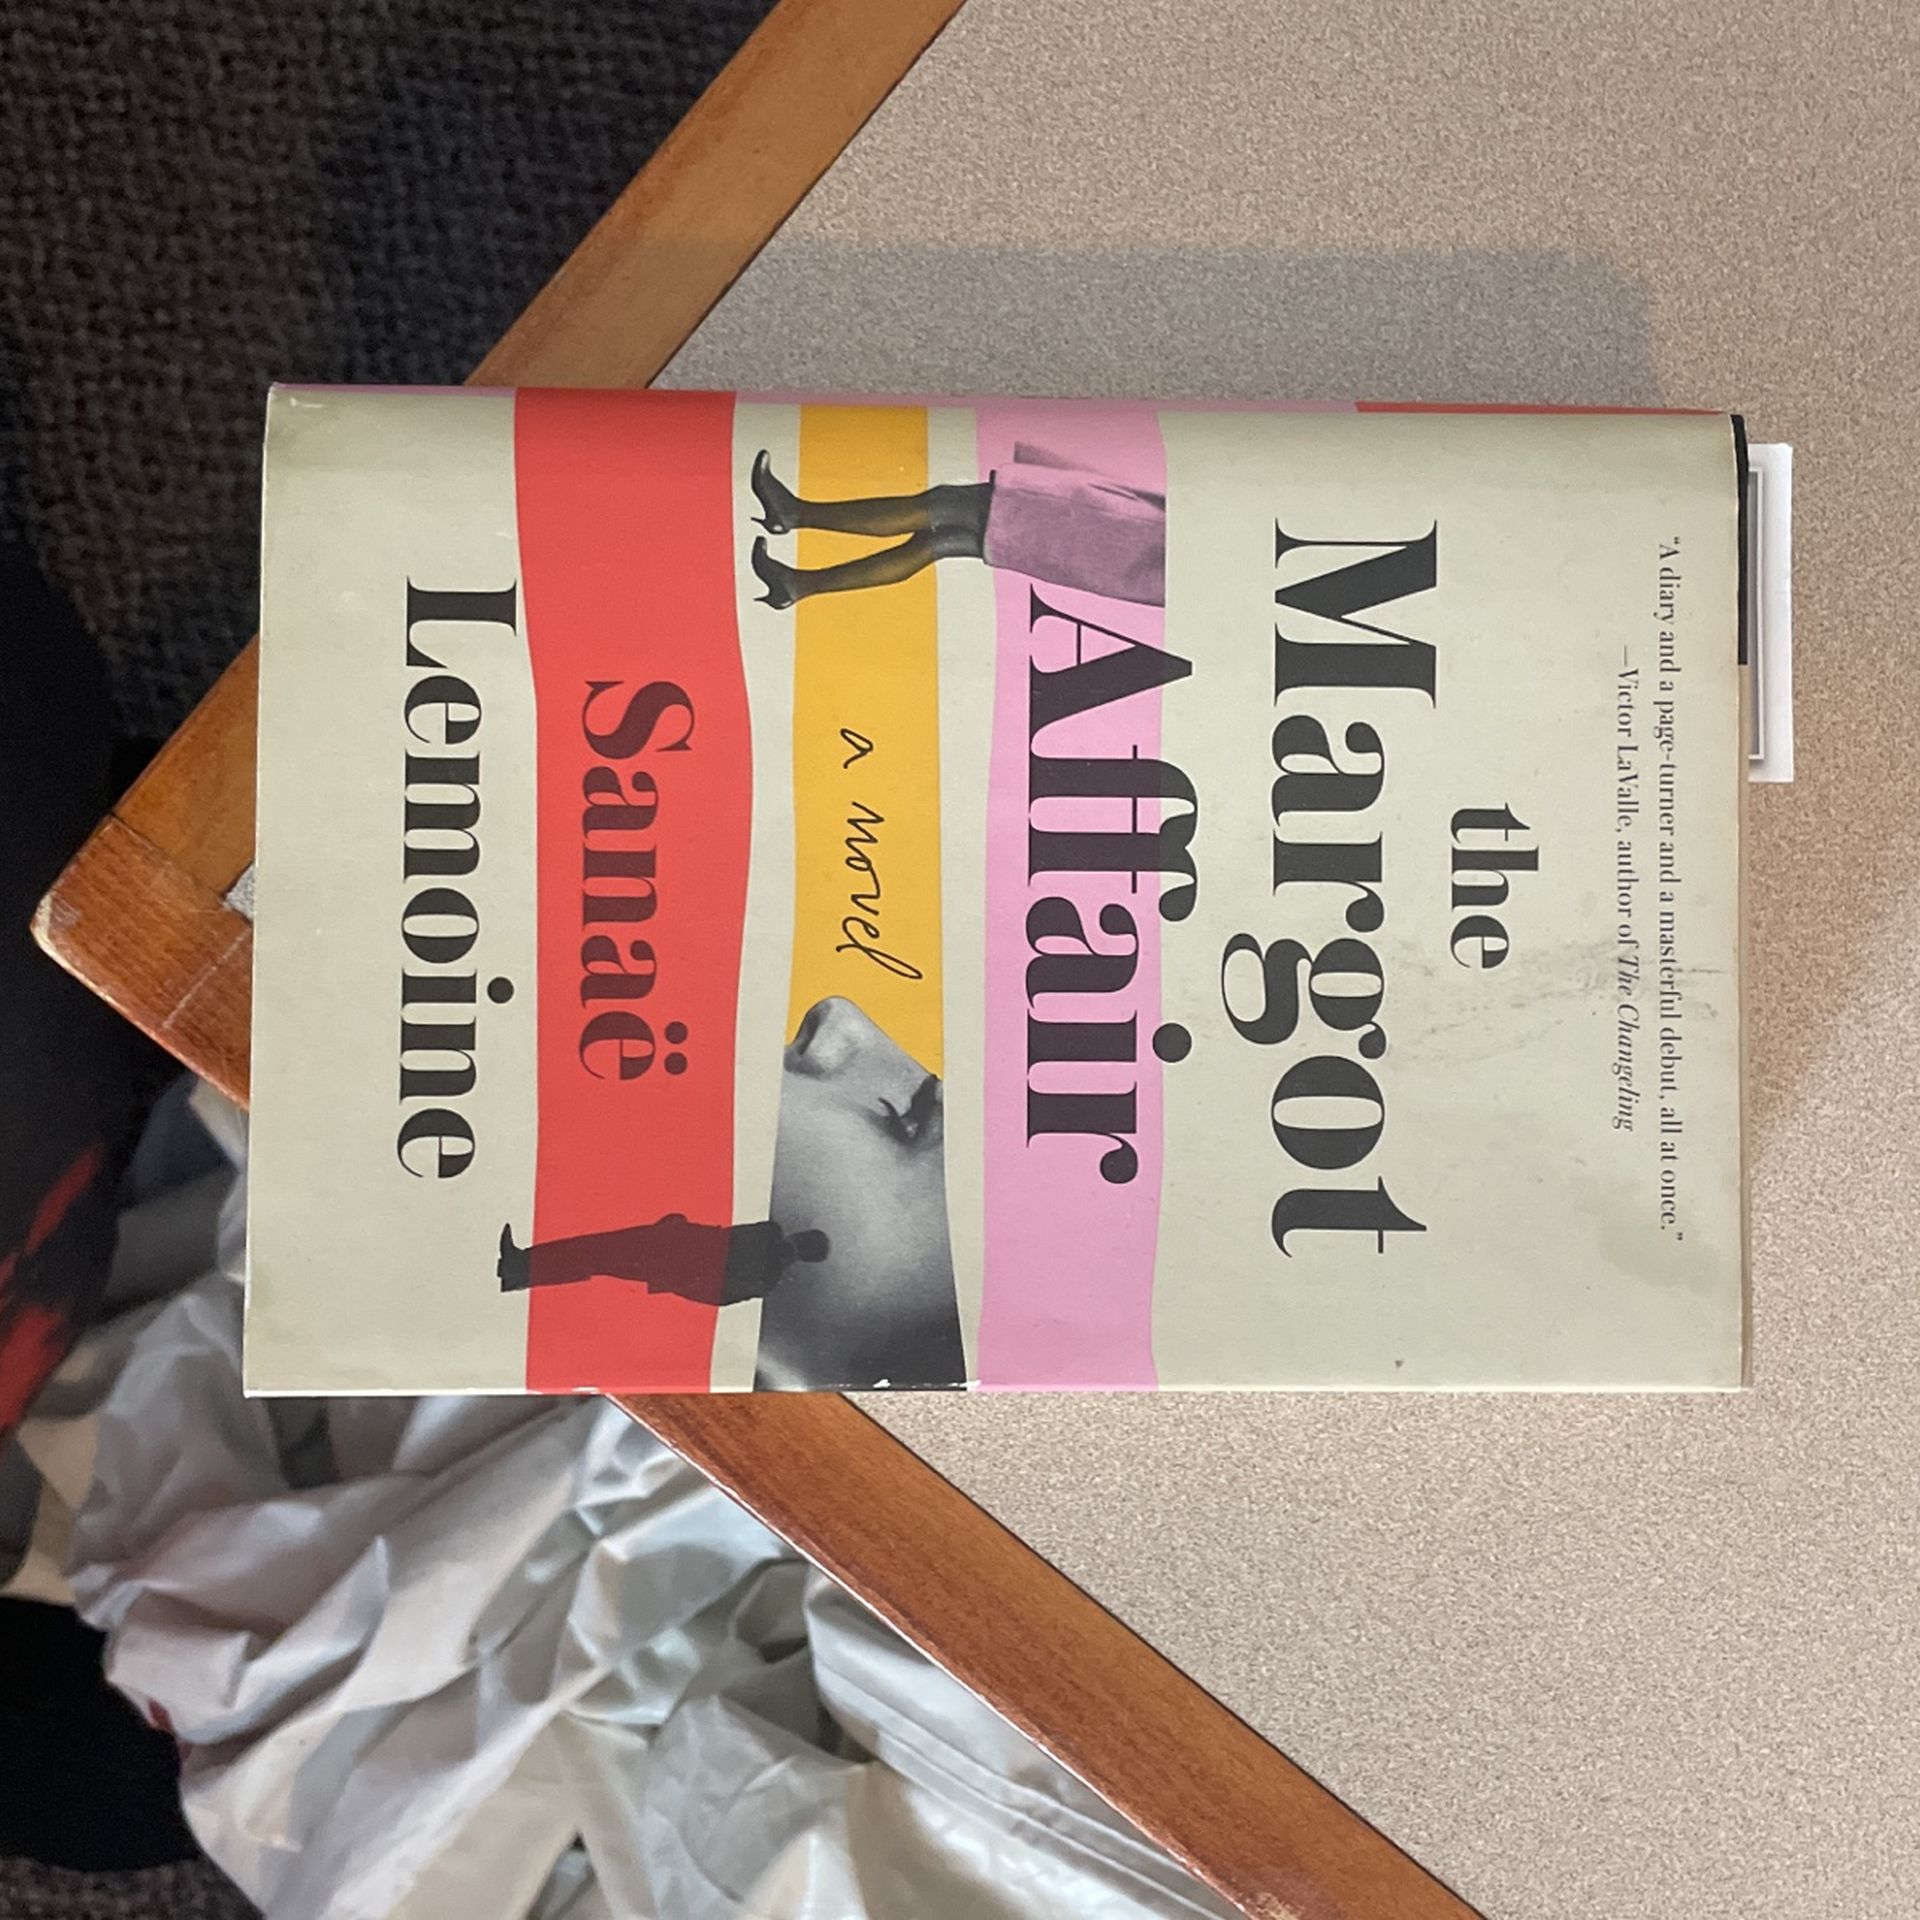 “A diary and a page-turner and a masterful debut, all at once.”
—Victor LaValle, author of The Changeling
the
Margot
Affair
a novel
Sanaë
Lemoine